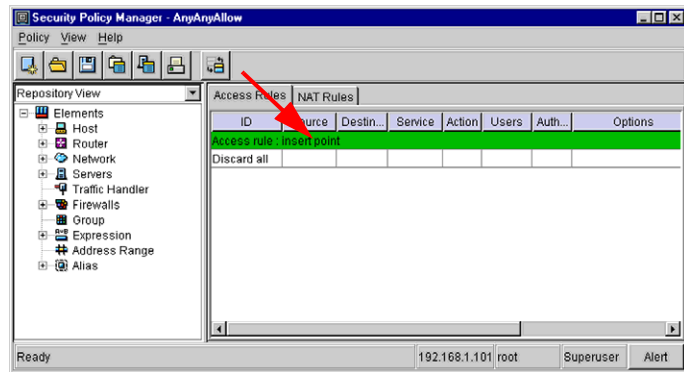 Security Policy Manager - AnyAnyAllow
Policy View Help
Repository View
Elements
Host
Router
Network
Servers
Traffic Handler
Firewalls
Group
Expression
Address Range
Alias
Access Rules NAT Rules
ID Source Destin... Service Action Users Auth... Options
Access rule : insert point
Discard all
Ready 192.168.1.101 root Superuser Alert